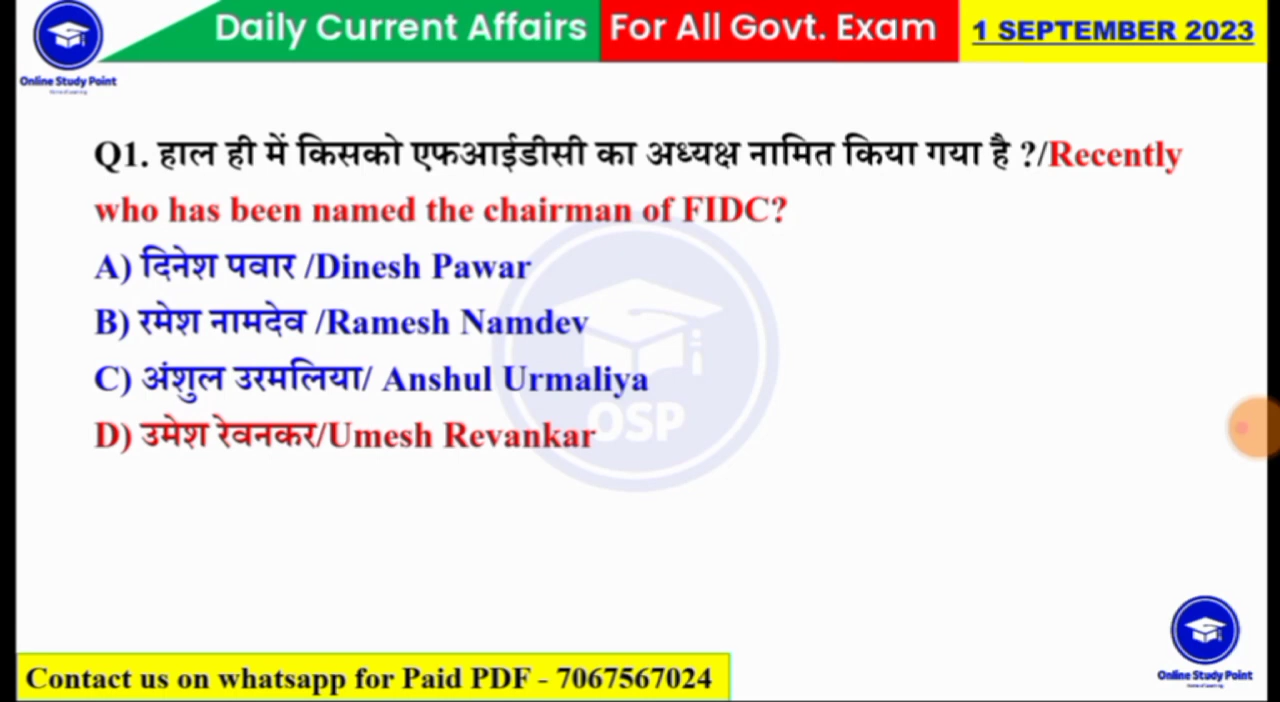 Daily Current Affairs For All Govt. Exam 1 SEPTEMBER 2023
Online Study Point
Q1. हाल ही में किसको एफआईडीसी का अध्यक्ष नामित किया गया है ?/Recently
who has been named the chairman of FIDC?
A) दिनेश पवार /Dinesh Pawar
B) रमेश नामदेव /Ramesh Namdev
C) अंशुल उरमलिया/ Anshul Urmaliya
D) उमेश रेवनकर/Umesh Revankar
OSP
Contact us on whatsapp for Paid PDF - 7067567024
Online Study Point